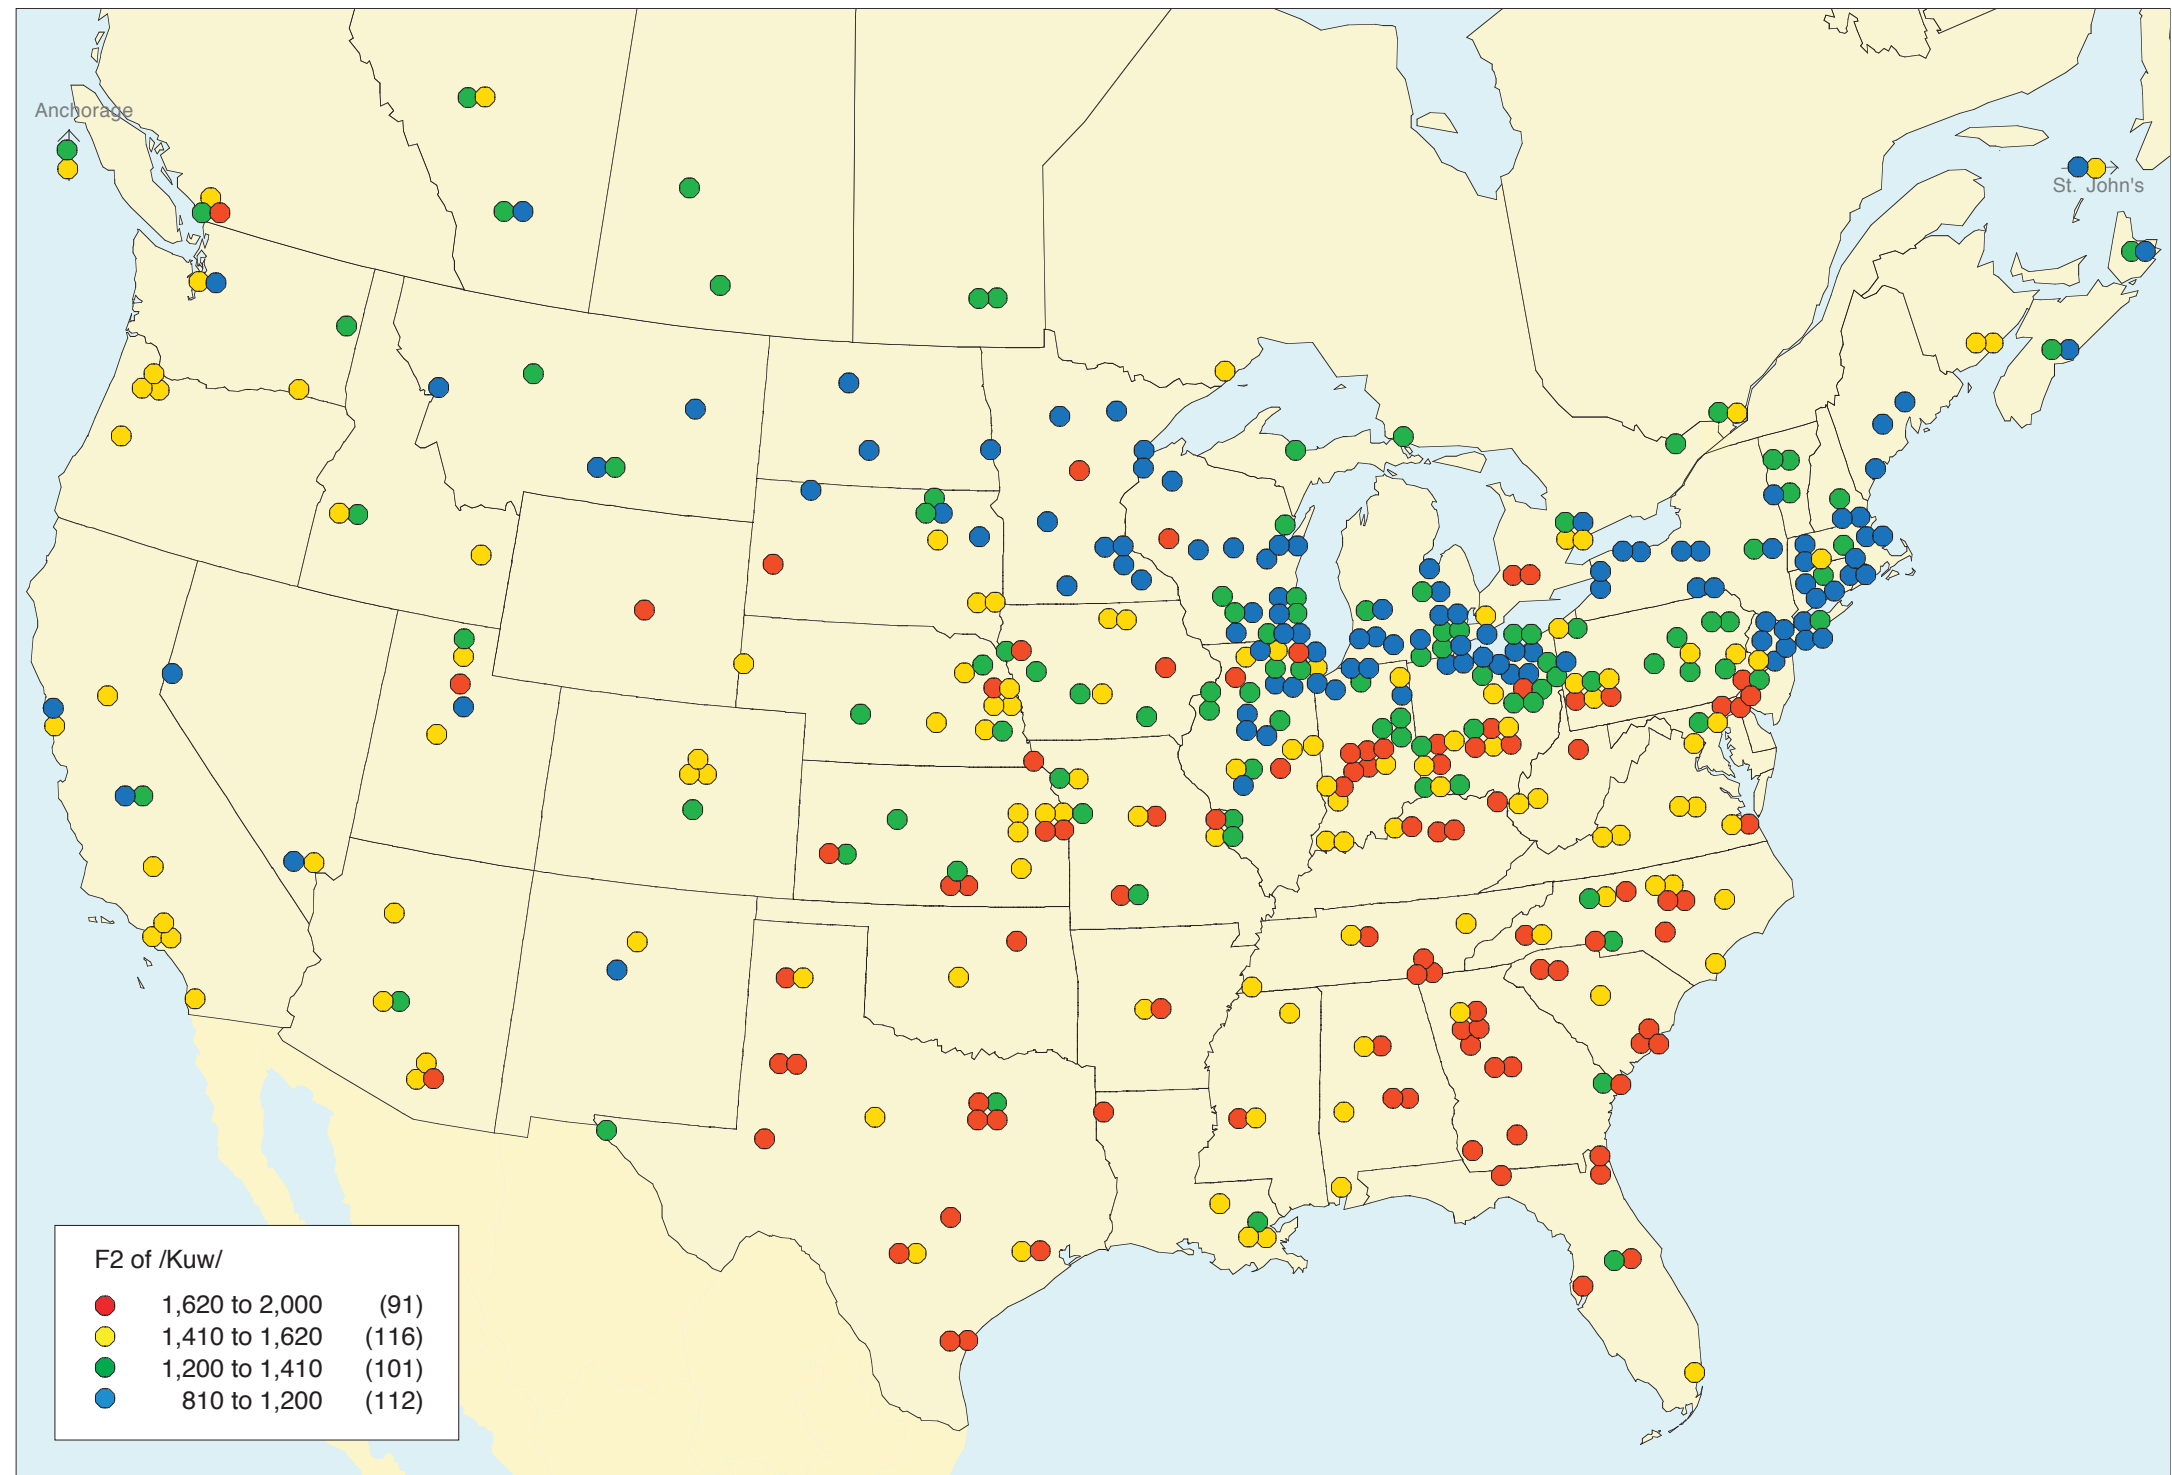 Anchorage
St. John's
F2 of /Kuw/
1,620 to 2,000 (91)
1,410 to 1,620 (116)
1,200 to 1,410 (101)
810 to 1,200 (112)